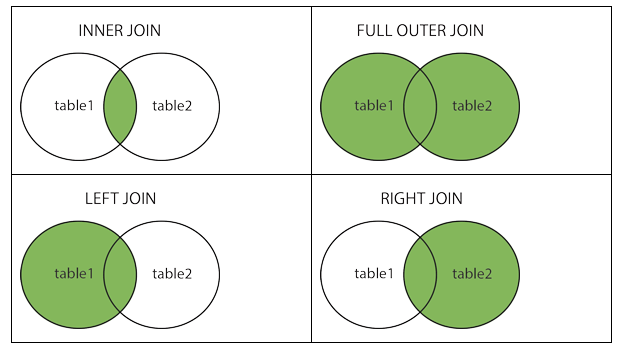 INNER JOIN
table1 table2
FULL OUTER JOIN
table1 table2
LEFT JOIN
table1 table2
RIGHT JOIN
table1 table2